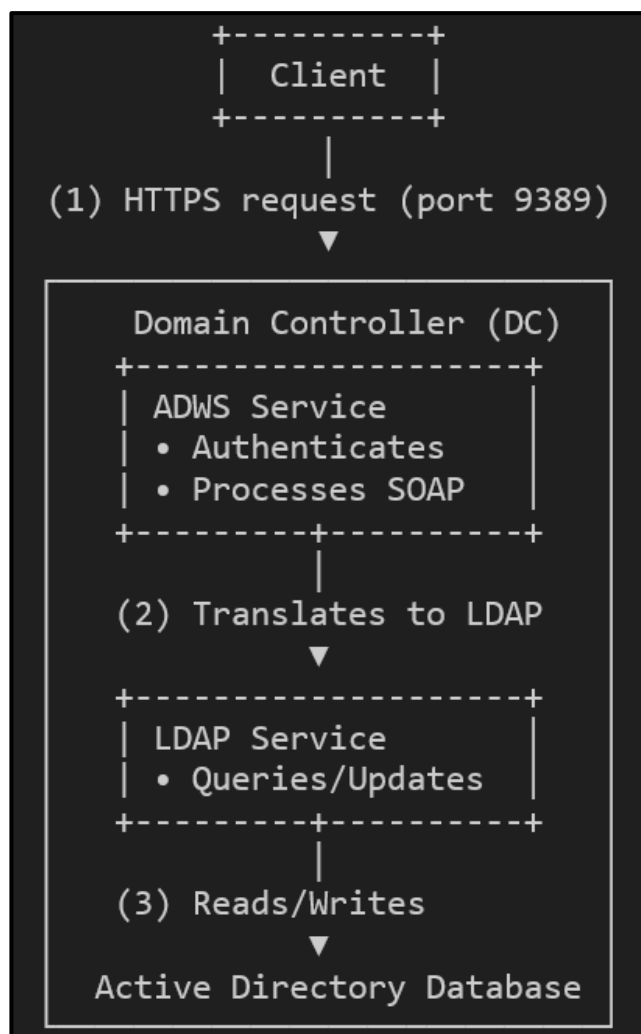 Client
(1) HTTPS request (port 9389)
Domain Controller (DC)
ADWS Service
• Authenticates
• Processes SOAP
(2) Translates to LDAP
LDAP Service
• Queries/Updates
(3) Reads/Writes
Active Directory Database